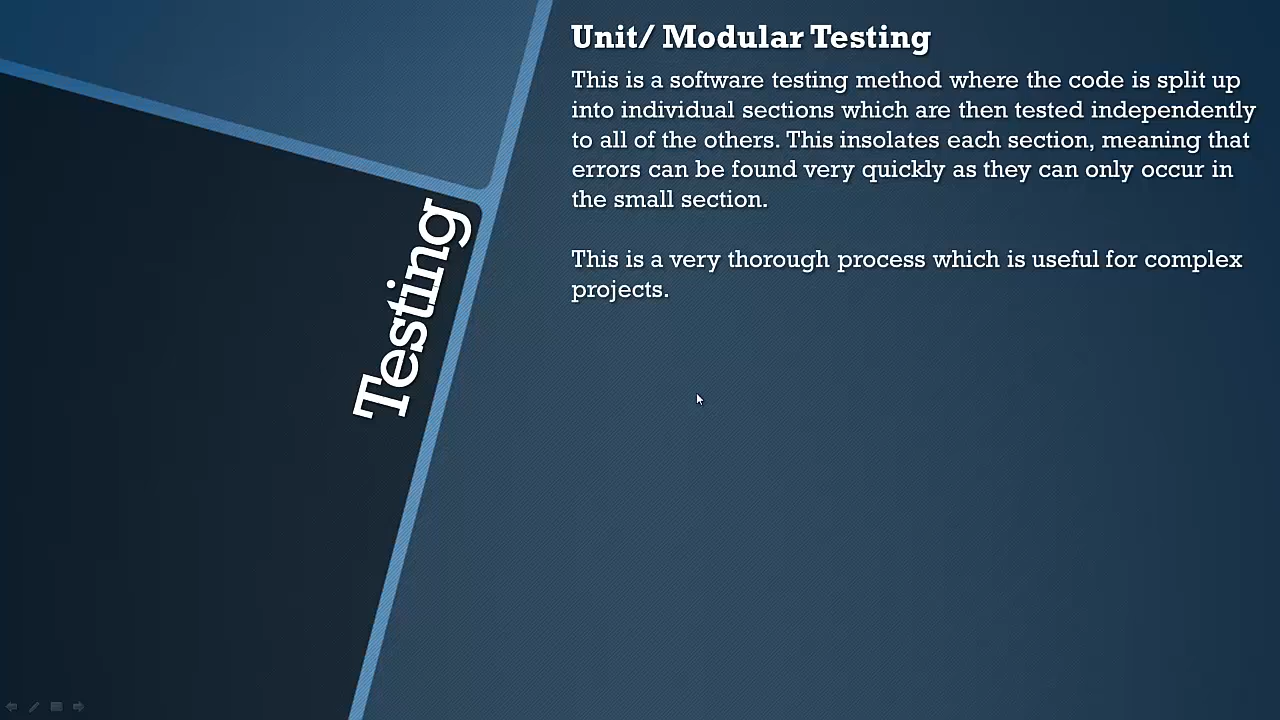 Unit/ Modular Testing
This is a software testing method where the code is split up
into individual sections which are then tested independently
to all of the others. This insolates each section, meaning that
errors can be found very quickly as they can only occur in
the small section.
This is a very thorough process which is useful for complex
projects.
Testing